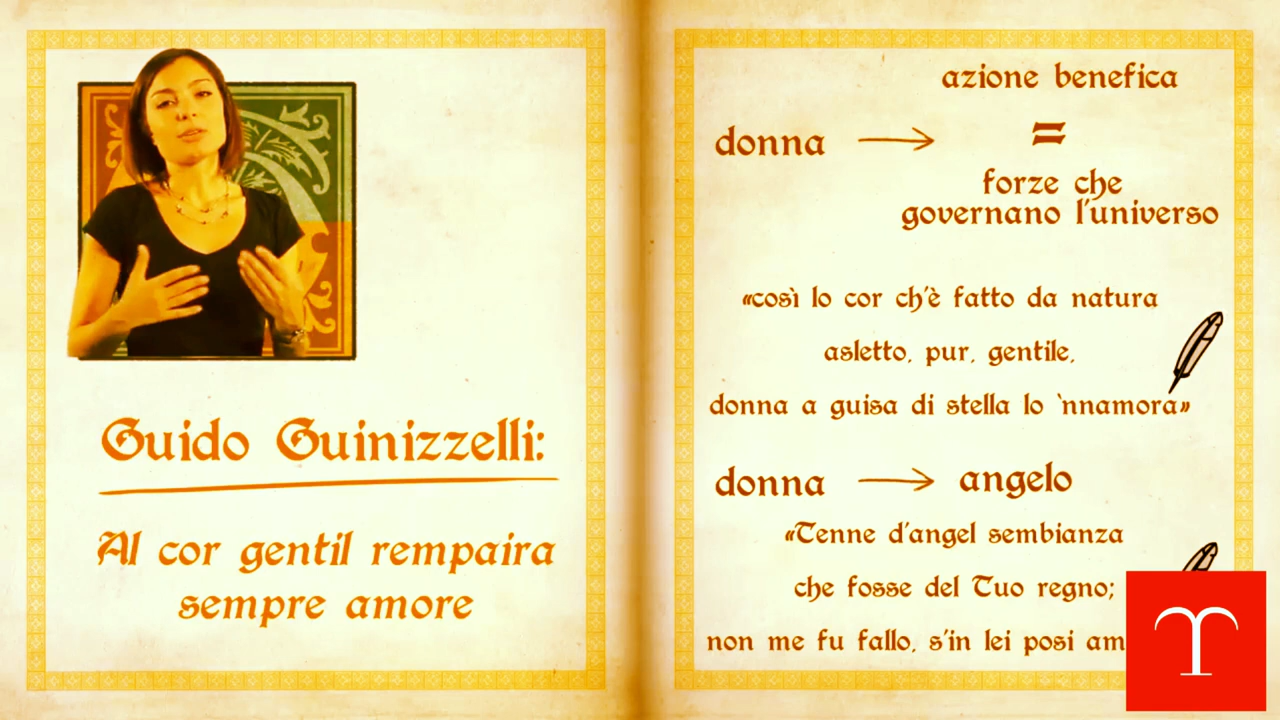 Guido Guinizzelli:
Al cor gentil rempaira
sempre amore
azione benefica
donna → =
forze che
governano l'universo
«così lo cor ch'è fatto da natura
asletto, pur, gentile,
donna a guisa di stella lo 'nnamora»
donna → angelo
«Tenne d'angel sembianza
che fosse del Tuo regno;
non me fu fallo, s'in lei posi